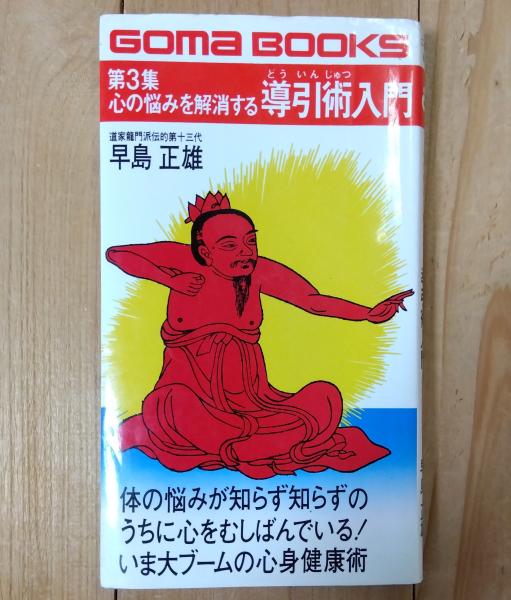 GOMA BOOKS
第3集
心の悩みを解消する
どういんじゅつ
導引術入門
道家龍門派伝的第十三代
早島 正雄
体の悩みが知らず知らずの
うちに心をむしばんでいる!
いま大ブームの心身健康術